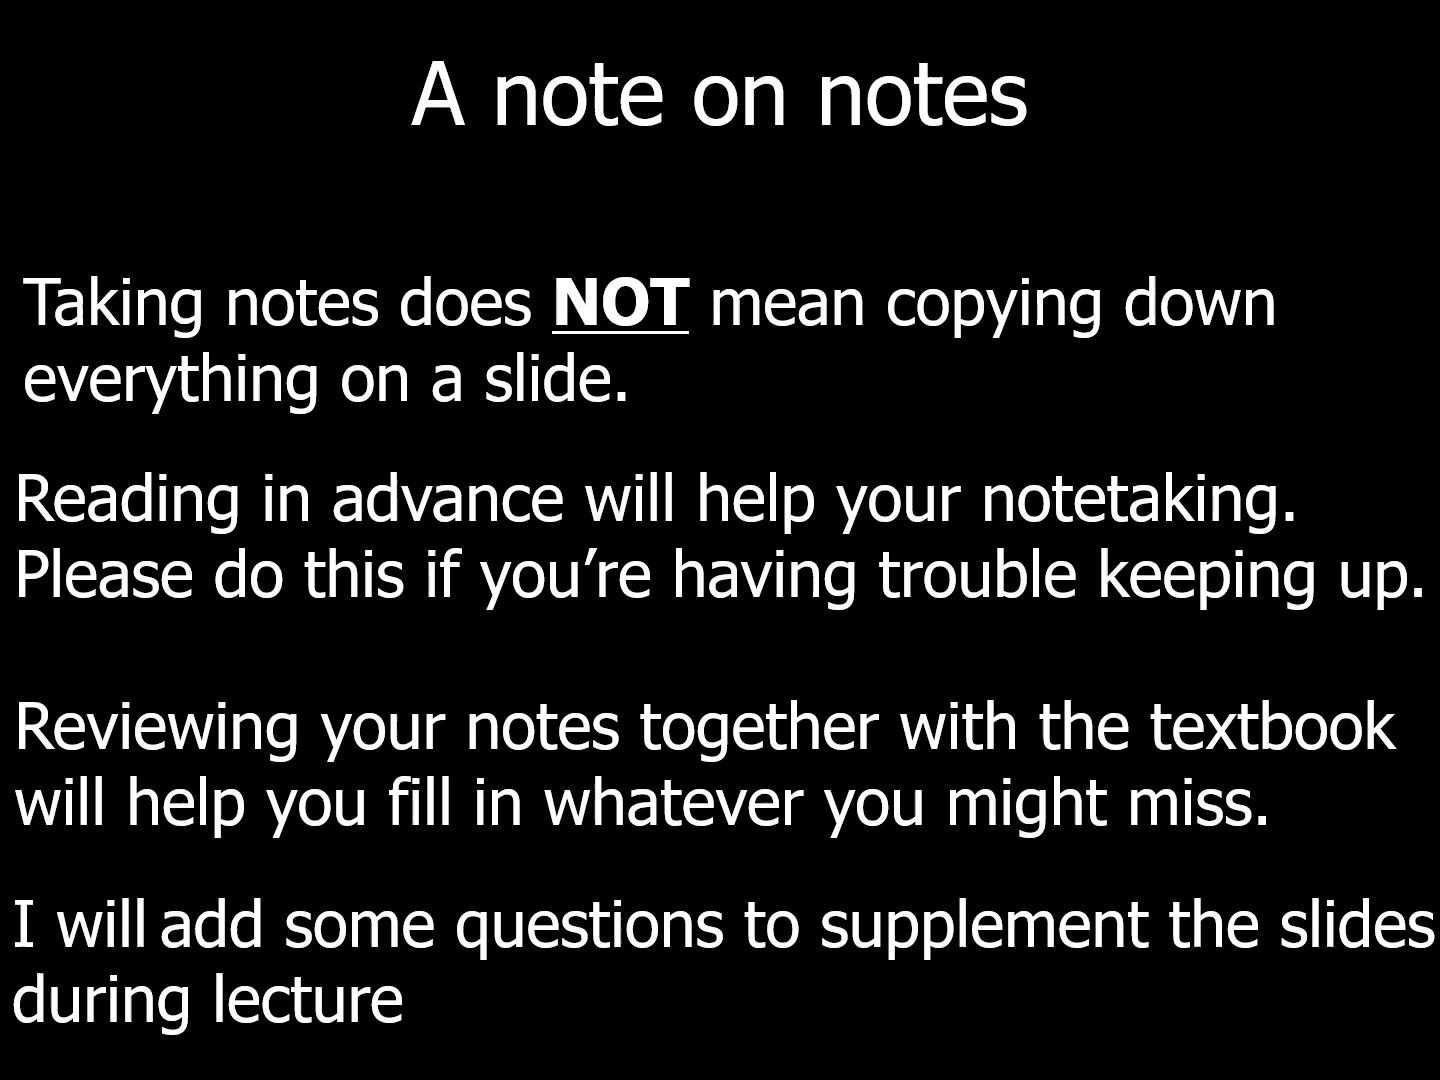 A note on notes
Taking notes does NOT mean copying down
everything on a slide.
Reading in advance will help your notetaking.
Please do this if you’re having trouble keeping up.
Reviewing your notes together with the textbook
will help you fill in whatever you might miss.
I will add some questions to supplement the slides
during lecture